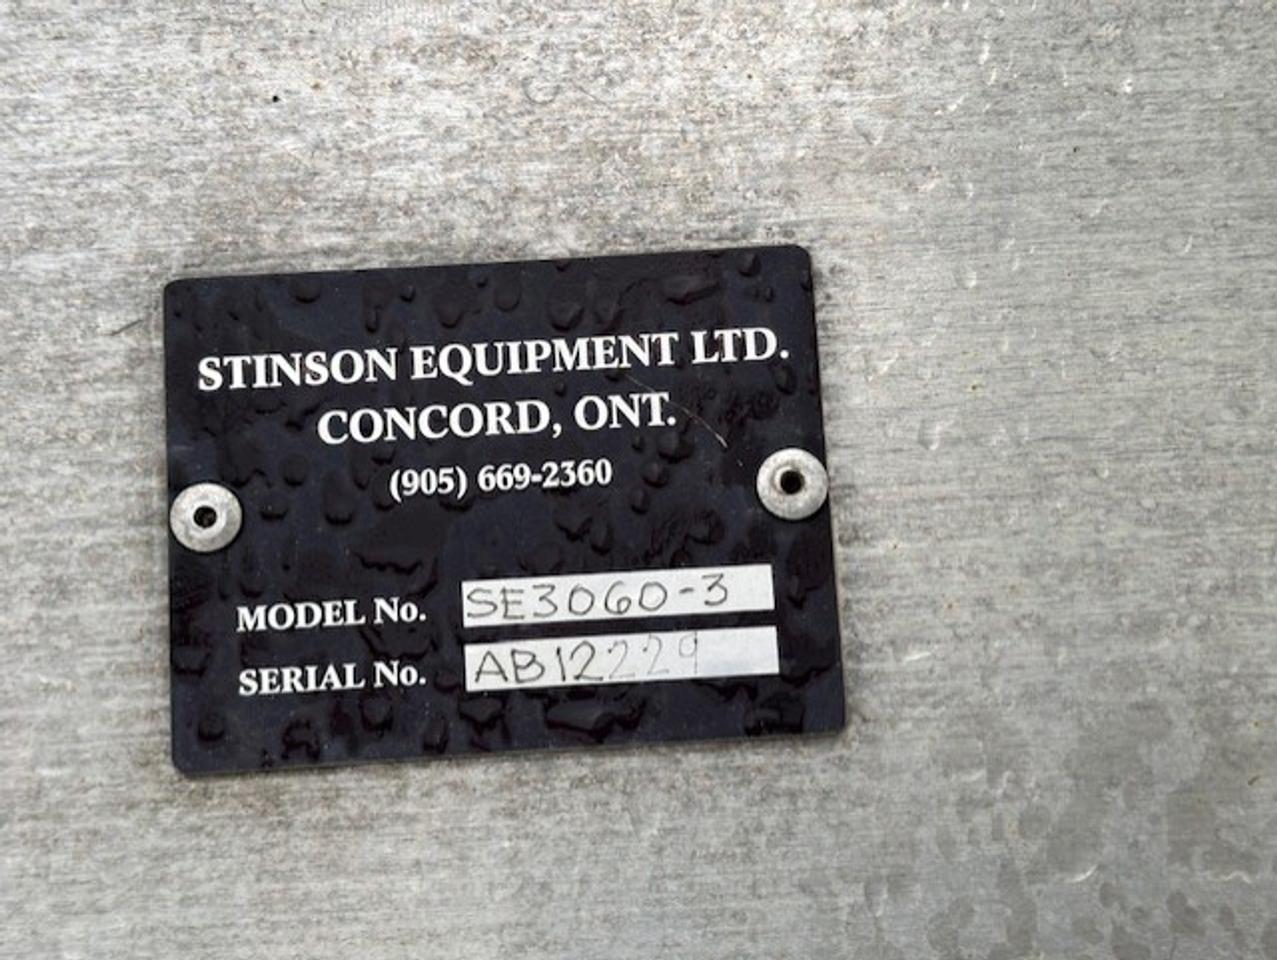 STINSON EQUIPMENT LTD.
CONCORD, ONT.
(905) 669-2360
MODEL No. SE3060-3
SERIAL No. AB12229